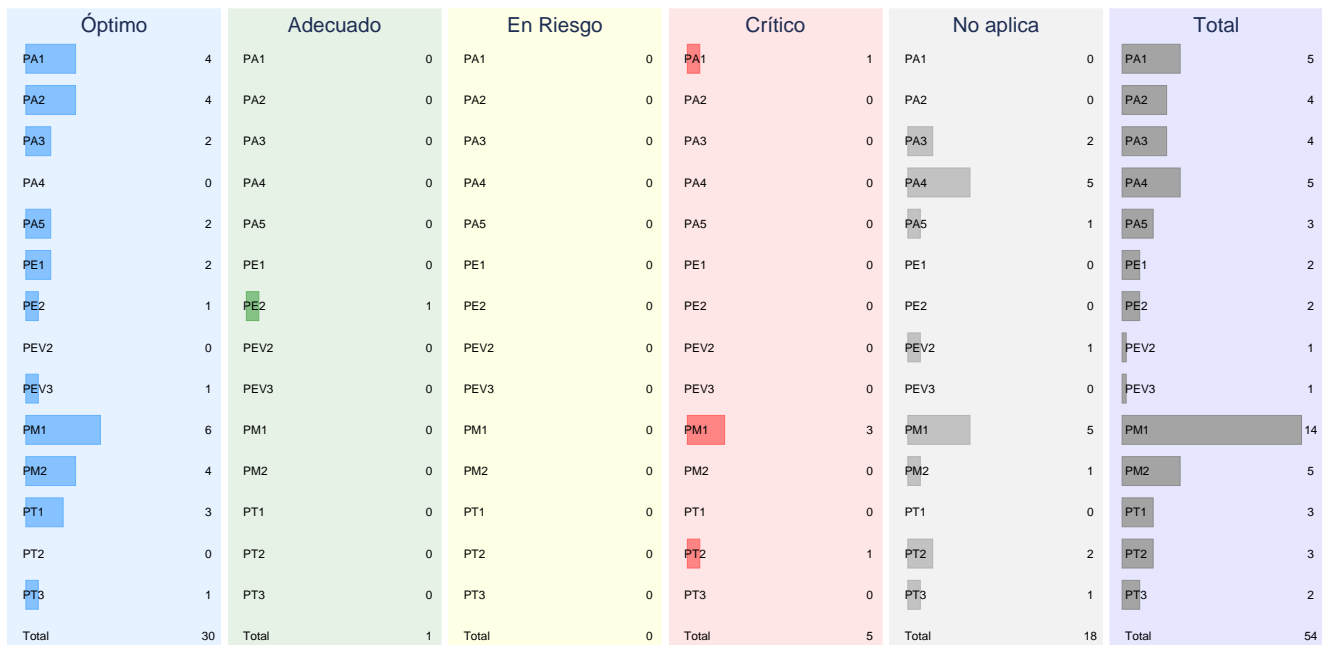 Óptimo Adecuado En Riesgo Crítico No aplica Total
PA1 4 PA1 0 PA1 0 PA1 1 PA1 0 PA1 5
PA2 4 PA2 0 PA2 0 PA2 0 PA2 0 PA2 4
PA3 2 PA3 0 PA3 0 PA3 0 PA3 2 PA3 4
PA4 0 PA4 0 PA4 0 PA4 0 PA4 5 PA4 5
PA5 2 PA5 0 PA5 0 PA5 0 PA5 1 PA5 3
PE1 2 PE1 0 PE1 0 PE1 0 PE1 0 PE1 2
PE2 1 PE2 1 PE2 0 PE2 0 PE2 0 PE2 2
PEV2 0 PEV2 0 PEV2 0 PEV2 0 PEV2 1 PEV2 1
PEV3 1 PEV3 0 PEV3 0 PEV3 0 PEV3 0 PEV3 1
PM1 6 PM1 0 PM1 0 PM1 3 PM1 5 PM1 14
PM2 4 PM2 0 PM2 0 PM2 0 PM2 1 PM2 5
PT1 3 PT1 0 PT1 0 PT1 0 PT1 0 PT1 3
PT2 0 PT2 0 PT2 0 PT2 1 PT2 2 PT2 3
PT3 1 PT3 0 PT3 0 PT3 0 PT3 1 PT3 2
Total 30 Total 1 Total 0 Total 5 Total 18 Total 54